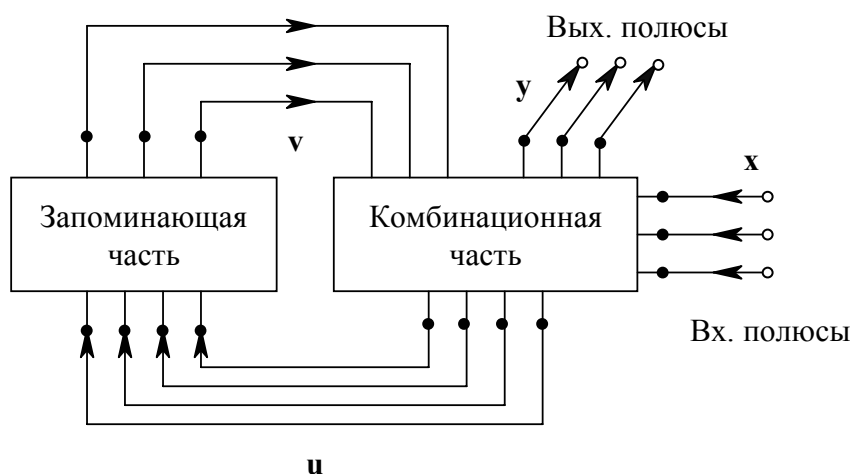 Вых. полюсы
y
v
x
Запоминающая
часть
Комбинационная
часть
Вх. полюсы
u